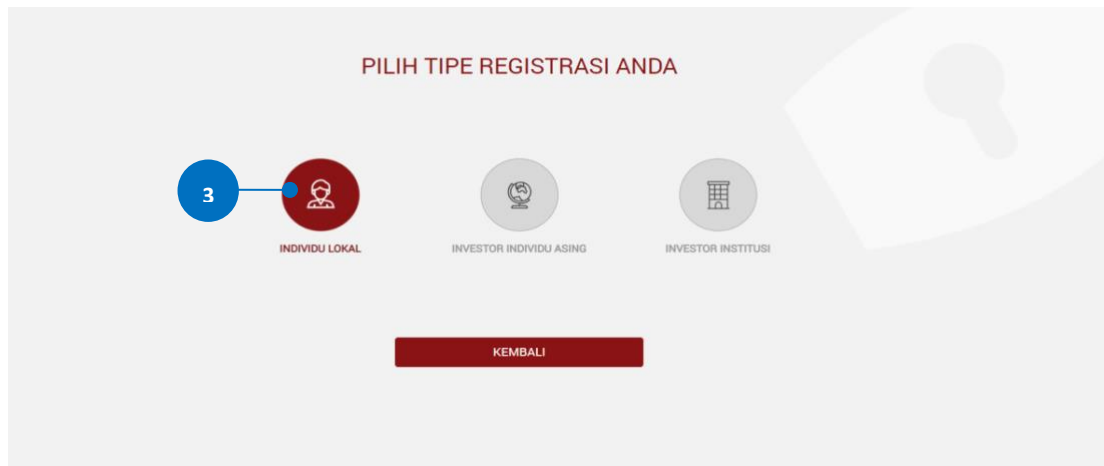 PILIH TIPE REGISTRASI ANDA
3
INDIVIDU LOKAL
INVESTOR INDIVIDU ASING
INVESTOR INSTITUSI
KEMBALI